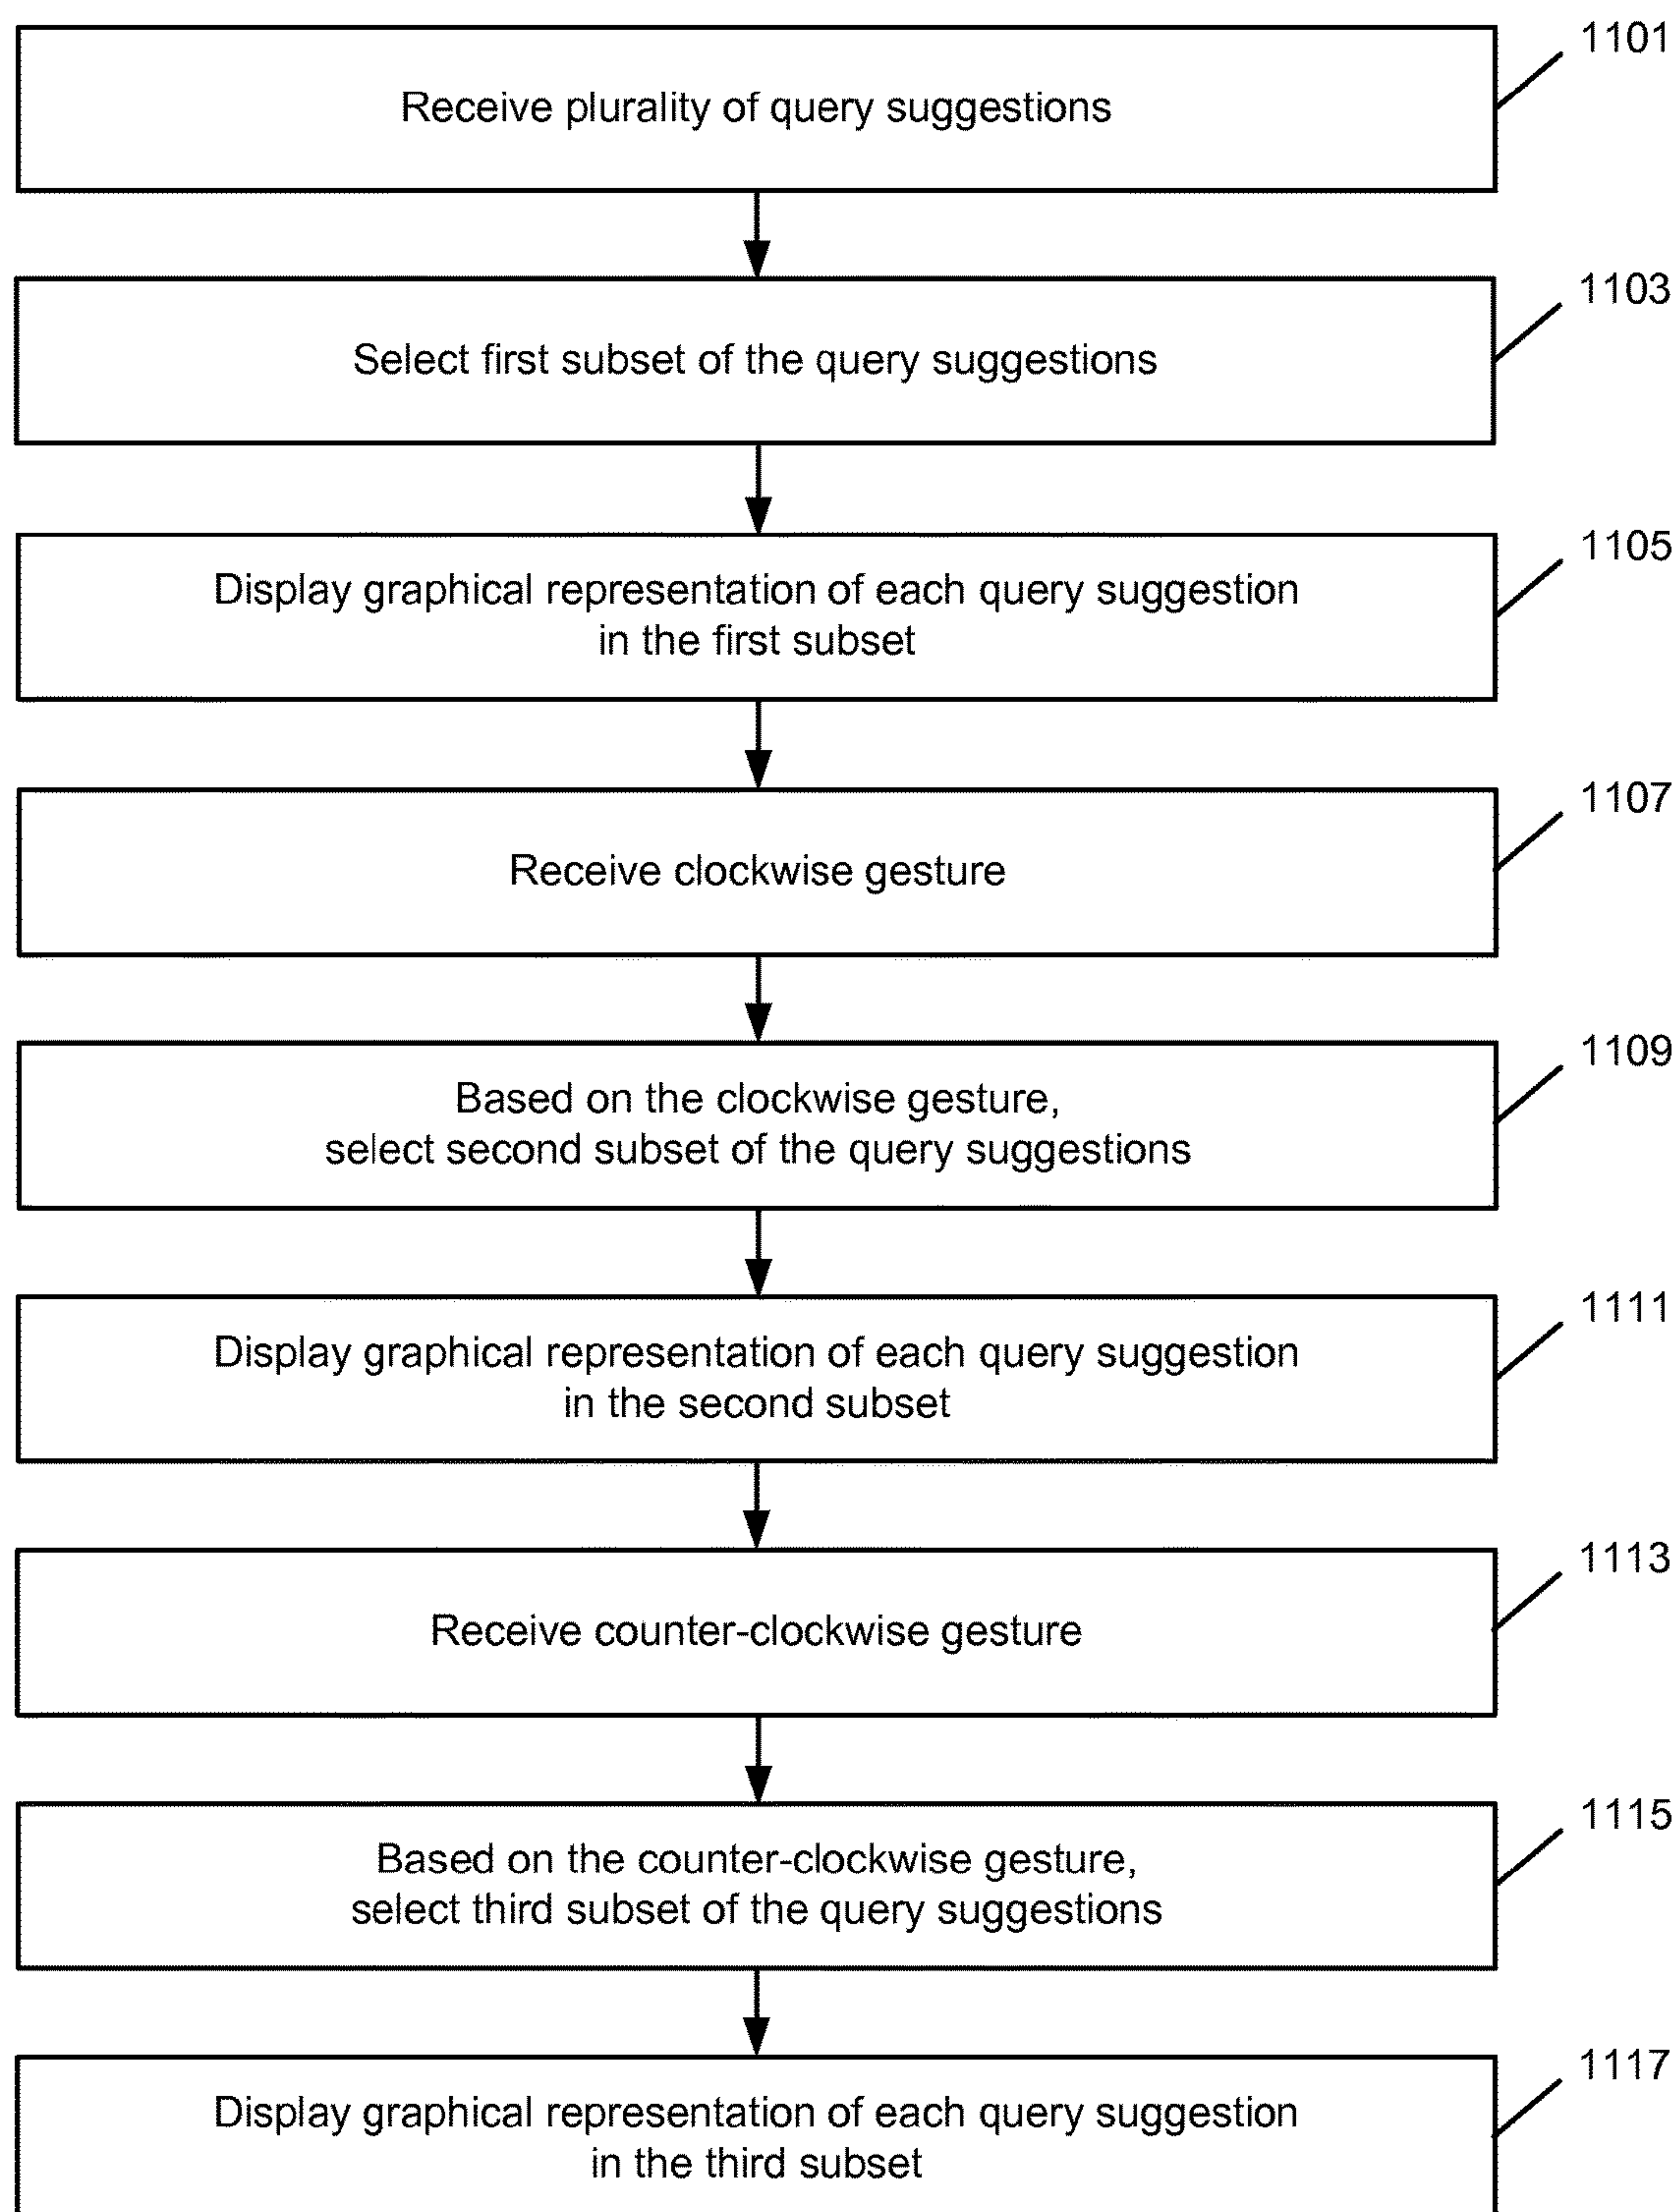 1101
Receive plurality of query suggestions
1103
Select first subset of the query suggestions
1105
Display graphical representation of each query suggestion
in the first subset
1107
Receive clockwise gesture
1109
Based on the clockwise gesture,
select second subset of the query suggestions
1111
Display graphical representation of each query suggestion
in the second subset
1113
Receive counter-clockwise gesture
1115
Based on the counter-clockwise gesture,
select third subset of the query suggestions
1117
Display graphical representation of each query suggestion
in the third subset